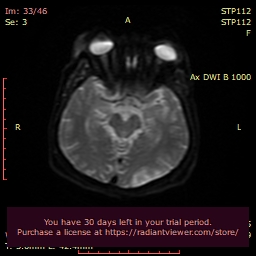 Im: 33/46
Se: 3
A
STP112
STP112
F
Ax DWI B 1000
R
L
You have 30 days left in your trial period.
Purchase a license at https://radiantviewer.com/store/